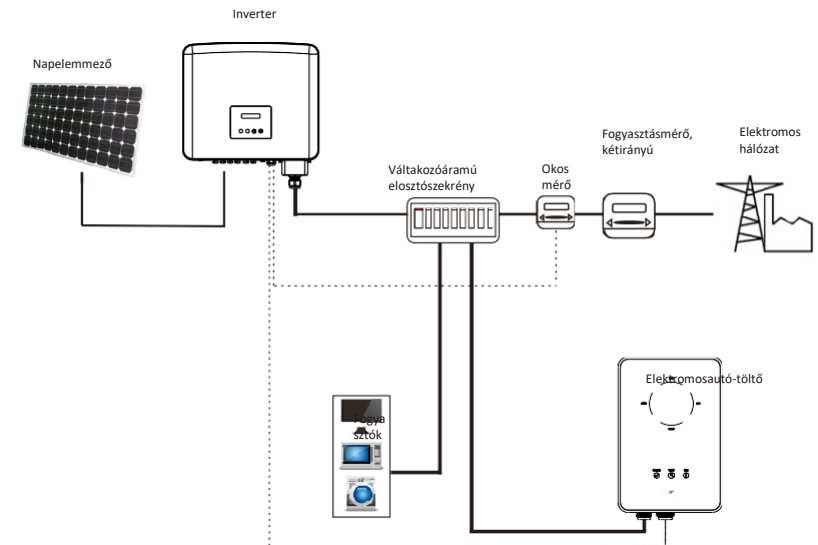 Inverter
Napelemmező
Váltakozóáramú
elosztószekrény
Okos
mérő
Fogyasztásmérő,
kétirányú
Elektromos
hálózat
Elektromosautó-töltő
Fogya
sztók